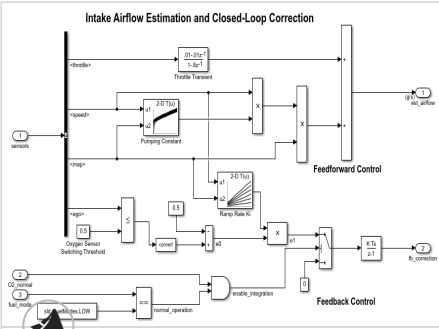 Intake Airflow Estimation and Closed-Loop Correction
.01-.01z-1
1-.8z-1
Throttle Transient
<throttle>
+
1
(g/s)
est_airflow
<speed>
2-D T(u)
u1
u2
Pumping Constant
×
×
+
1
sensors
<map>
Feedforward Control
2-D T(u)
u1
u2
Ramp Rate Ki
<ego>
0.5
Oxygen Sensor
Switching Threshold
≤
0.5
-
+
convert
e0
×
e1
K Ts
z-1
2
fb_correction
2
O2_normal
3
fuel_mode
==
normal_operation
enable_integration
0
Feedback Control